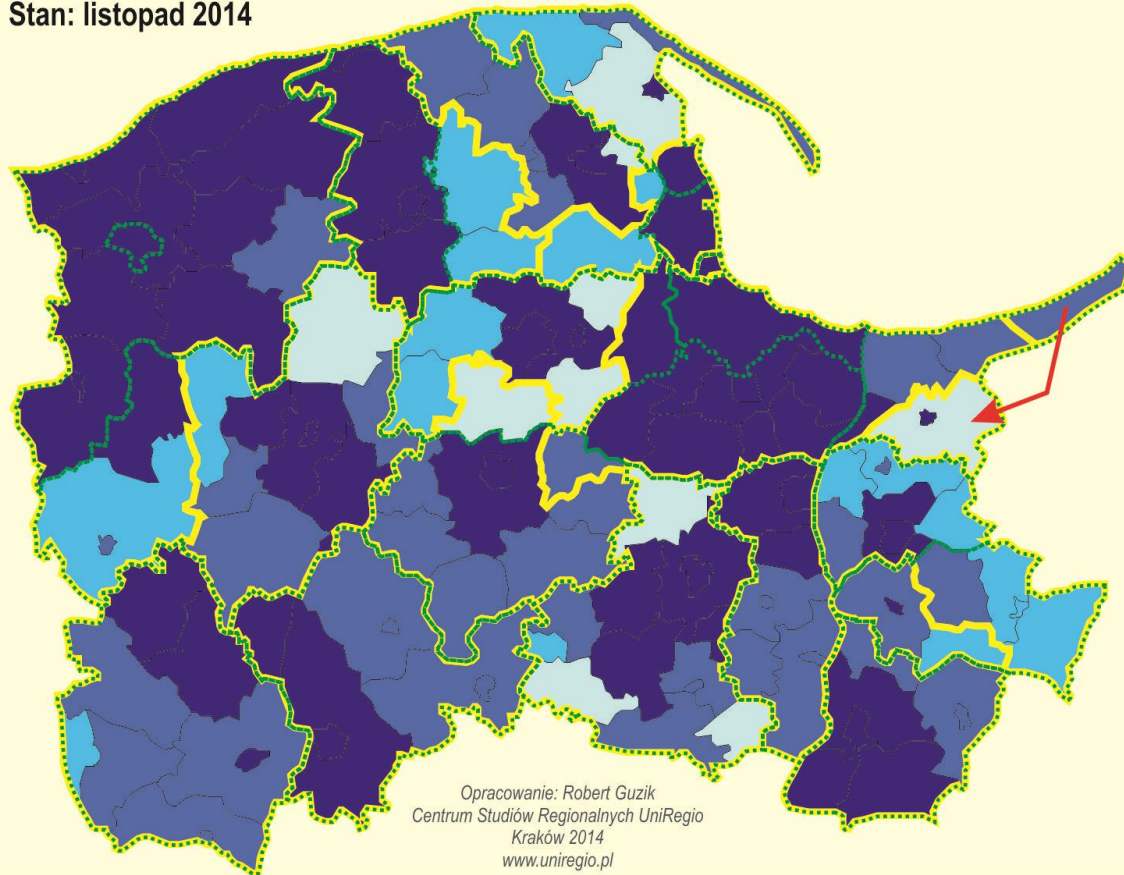 Stan: listopad 2014
Opracowanie: Robert Guzik
Centrum Studiów Regionalnych UniRegio
Kraków 2014
www.uniregio.pl